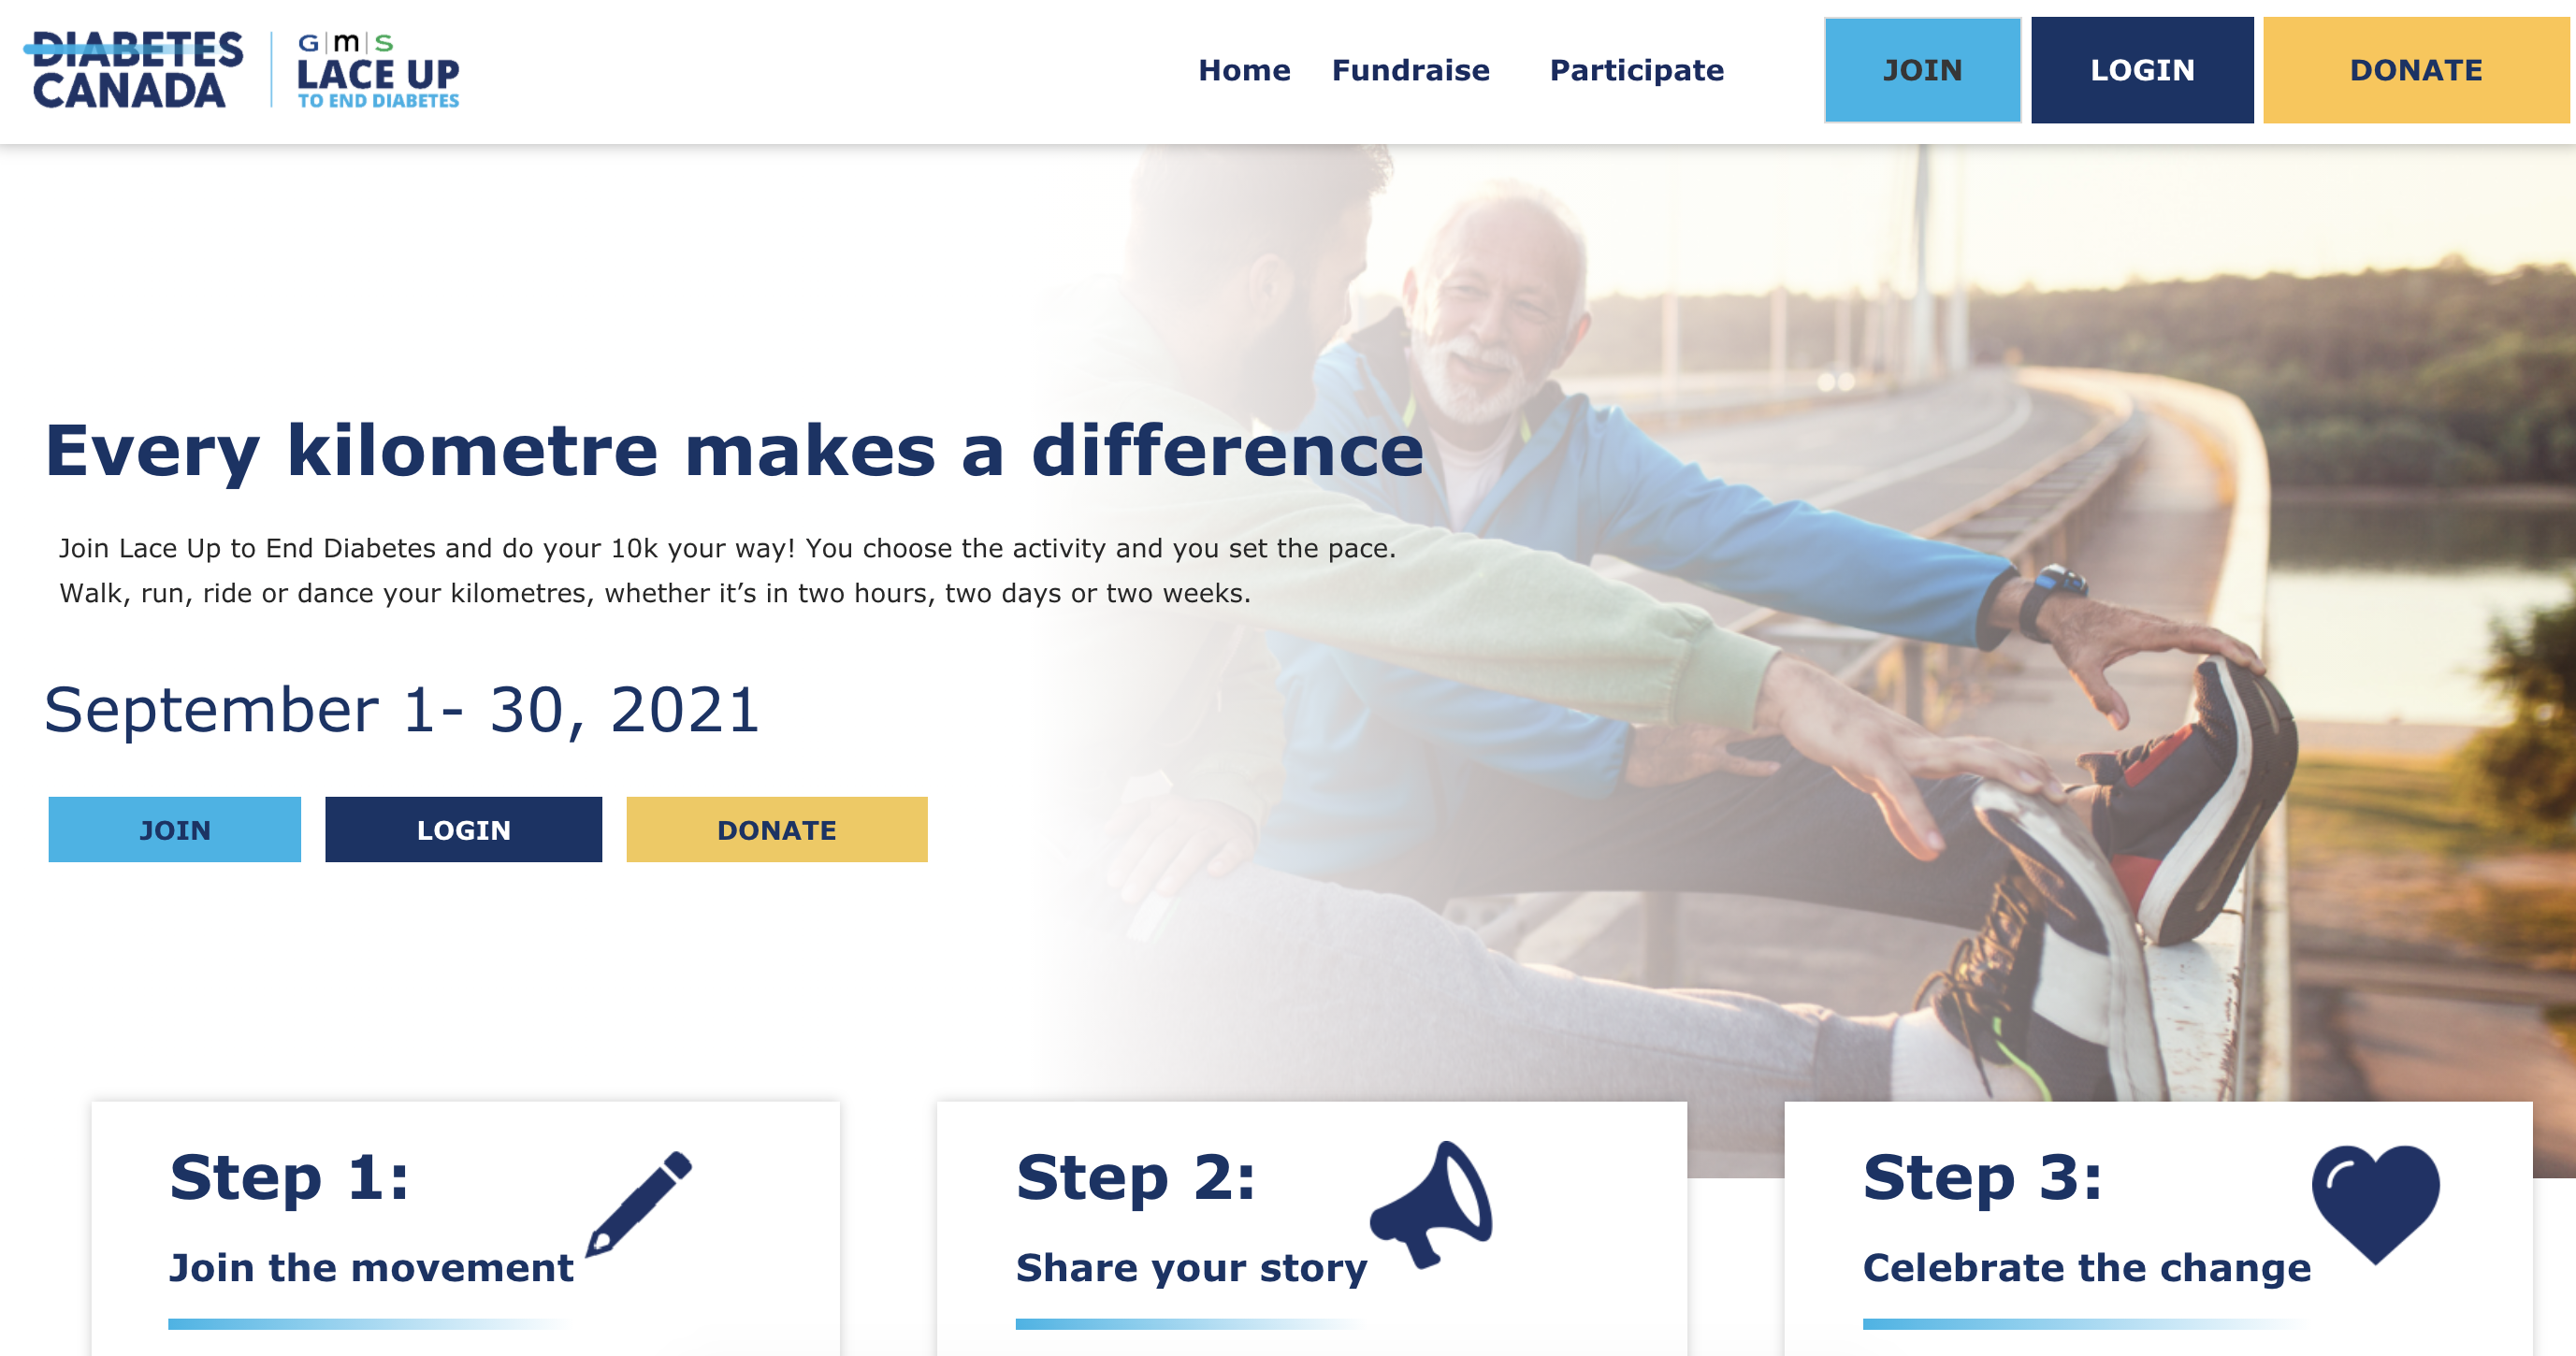 DIABETES
CANADA
G|m|S
LACE UP
TO END DIABETES
Home Fundraise Participate JOIN LOGIN DONATE
Every kilometre makes a difference
Join Lace Up to End Diabetes and do your 10k your way! You choose the activity and you set the pace.
Walk, run, ride or dance your kilometres, whether it’s in two hours, two days or two weeks.
September 1- 30, 2021
JOIN LOGIN DONATE
Step 1:
Join the movement
Step 2:
Share your story
Step 3:
Celebrate the change